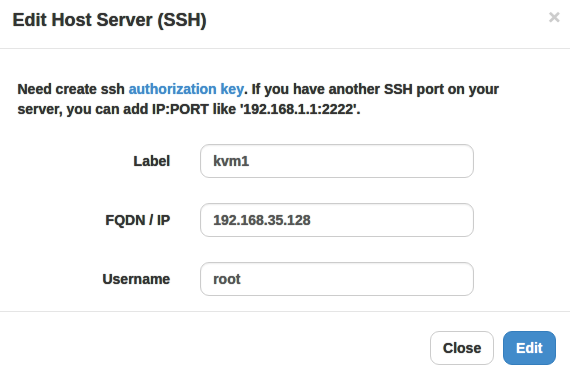 Edit Host Server (SSH)
×
Need create ssh authorization key. If you have another SSH port on your
server, you can add IP:PORT like '192.168.1.1:2222'.
Label kvm1
FQDN / IP 192.168.35.128
Username root
Close Edit